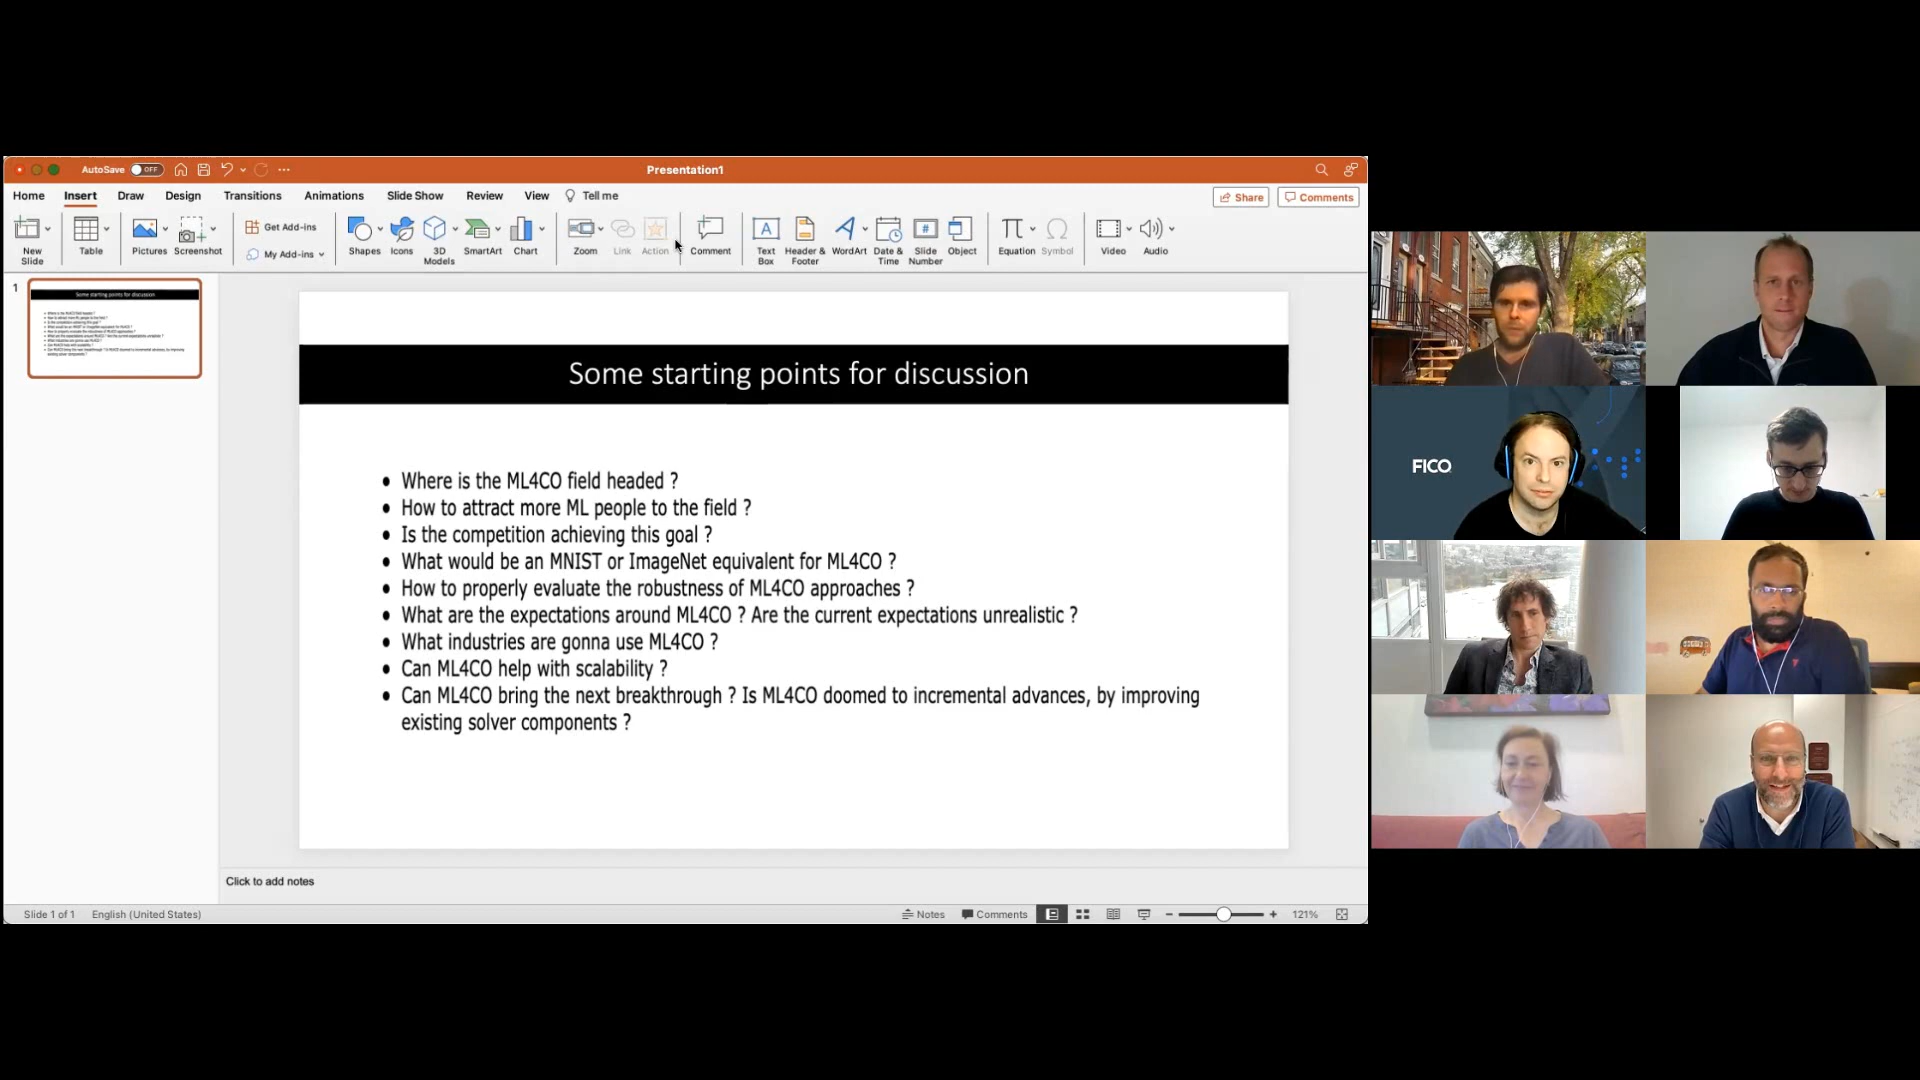 AutoSave OFF
Presentation1
Home Insert Draw Design Transitions Animations Slide Show Review View Tell me
Share Comments
New Slide
Table
Pictures
Screenshot
Get Add-ins
My Add-ins
Shapes
Icons
3D Models
SmartArt
Chart
Zoom
Link
Action
Comment
Text Box
Header & Footer
WordArt
Date & Time
Slide Number
Object
Equation
Symbol
Video
Audio
1
Some starting points for discussion
Some starting points for discussion
• Where is the ML4CO field headed ?
• How to attract more ML people to the field ?
• Is the competition achieving this goal ?
• What would be an MNIST or ImageNet equivalent for ML4CO ?
• How to properly evaluate the robustness of ML4CO approaches ?
• What are the expectations around ML4CO ? Are the current expectations unrealistic ?
• What industries are gonna use ML4CO ?
• Can ML4CO help with scalability ?
• Can ML4CO bring the next breakthrough ? Is ML4CO doomed to incremental advances, by improving
existing solver components ?
Click to add notes
Slide 1 of 1 English (United States)
Notes Comments 121%
FICO